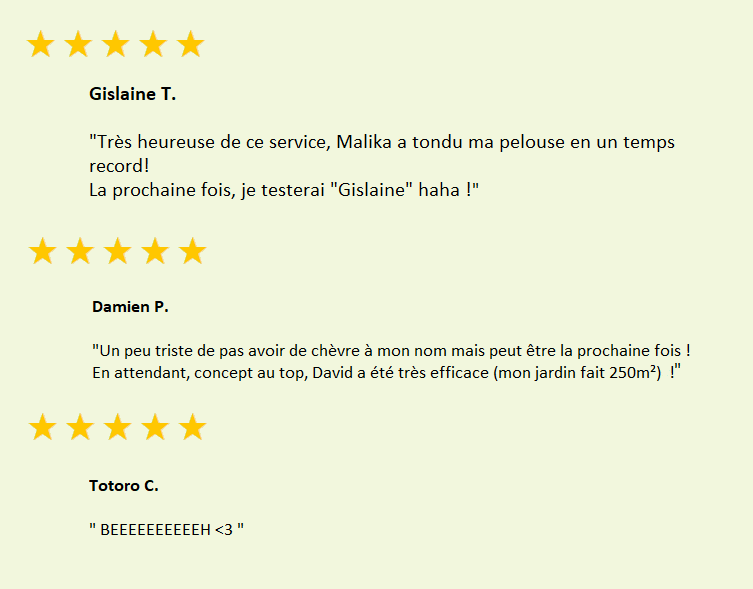 Gislaine T.
"Très heureuse de ce service, Malika a tondu ma pelouse en un temps
record!
La prochaine fois, je testerai "Gislaine" haha !"
Damien P.
"Un peu triste de pas avoir de chèvre à mon nom mais peut être la prochaine fois !
En attendant, concept au top, David a été très efficace (mon jardin fait 250m²) !"
Totoro C.
" BEEEEEEEEEEEH <3 "